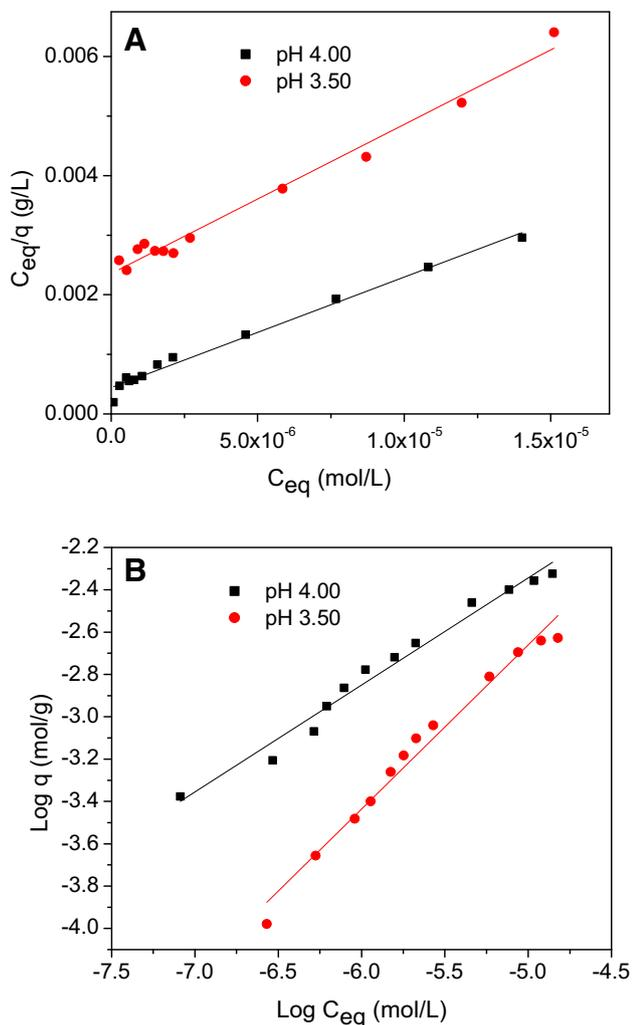 A
pH 4.00
pH 3.50
0.006
0.004
0.002
0.000
C_eq/q (g/L)
0.0
5.0x10⁻⁶
1.0x10⁻⁵
1.5x10⁻⁵
C_eq (mol/L)
B
pH 4.00
pH 3.50
-2.2
-2.4
-2.6
-2.8
-3.0
-3.2
-3.4
-3.6
-3.8
-4.0
Log q (mol/g)
-7.5
-7.0
-6.5
-6.0
-5.5
-5.0
-4.5
Log C_eq (mol/L)